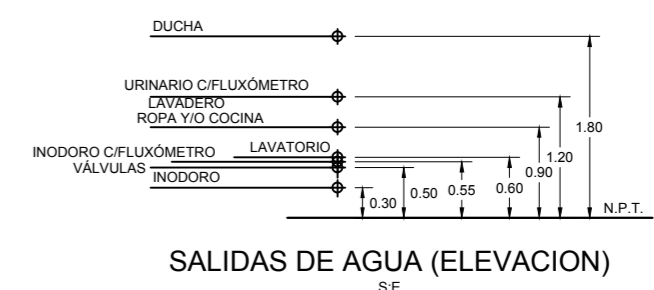 DUCHA
URINARIO C/FLUXÓMETRO
LAVADERO
ROPA Y/O COCINA
LAVATORIO
INODORO C/FLUXÓMETRO
VÁLVULAS
INODORO
0.30
0.50
0.55
0.60
0.90
1.20
1.80
N.P.T.
SALIDAS DE AGUA (ELEVACION)
S:E